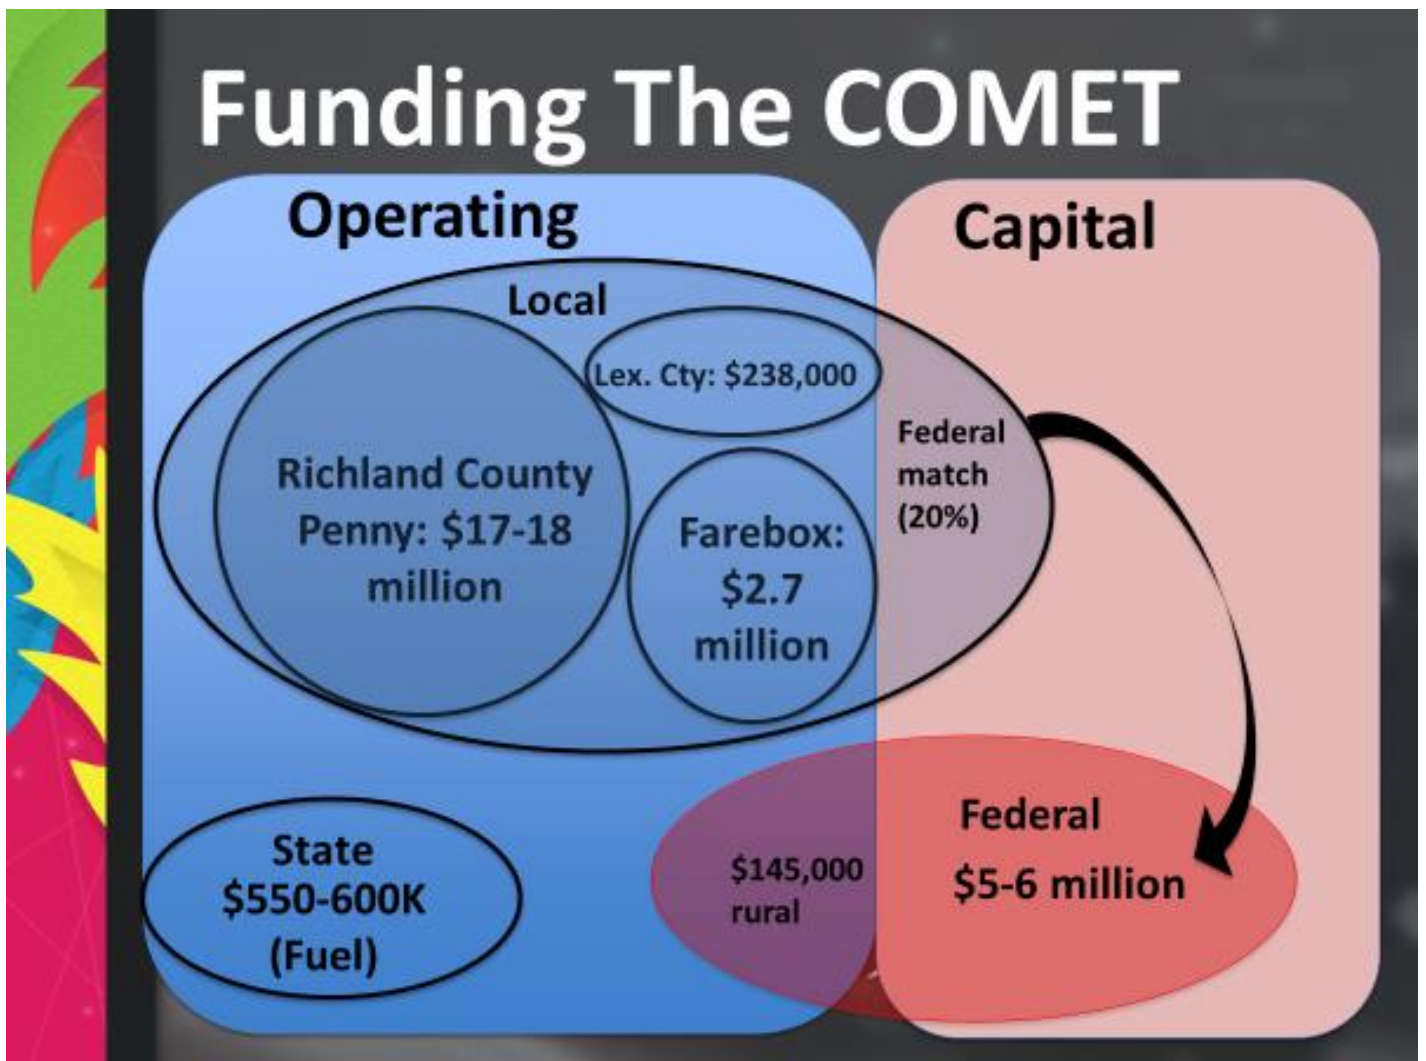 Funding The COMET
Operating
Capital
Local
Lex. Cty: $238,000
Richland County
Penny: $17-18
million
Farebox:
$2.7
million
Federal
match
(20%)
State
$550-600K
(Fuel)
$145,000
rural
Federal
$5-6 million